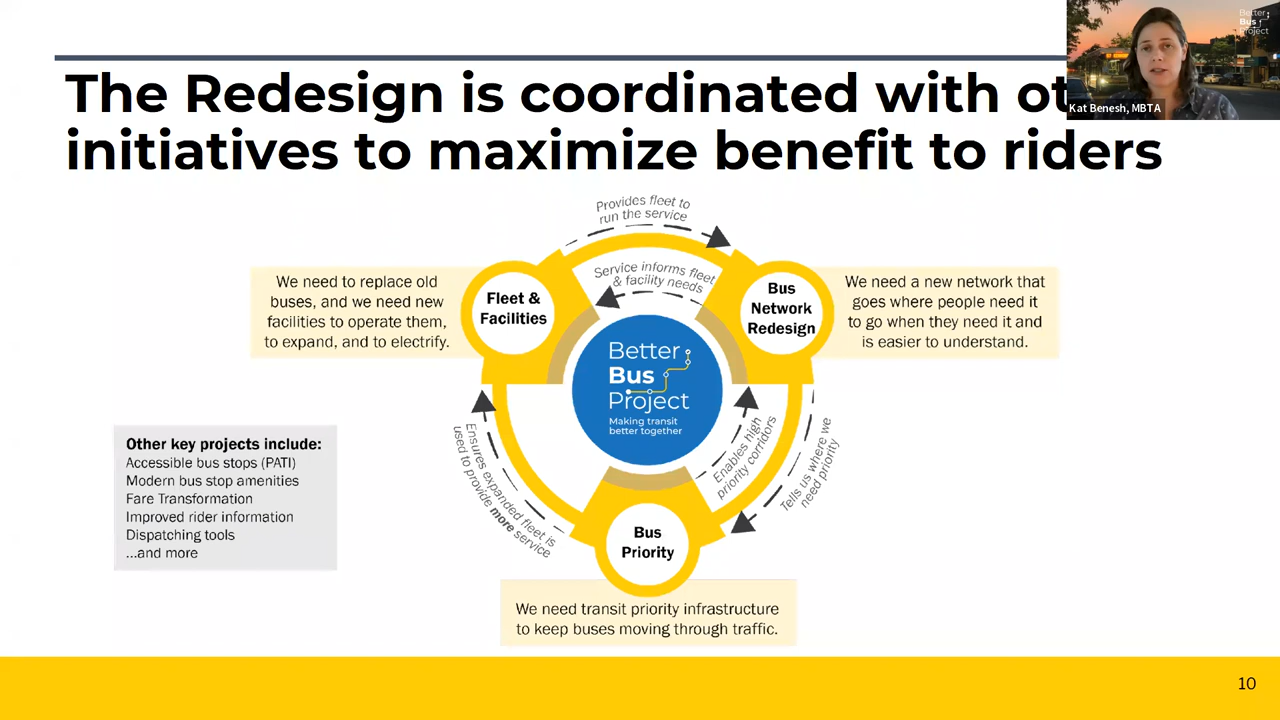 Better
Bus
Project
Kat Benesh, MBTA
The Redesign is coordinated with ot
initiatives to maximize benefit to riders
Provides fleet to
run the service
Service informs fleet
& facility needs
We need to replace old
buses, and we need new
facilities to operate them,
to expand, and to electrify.
Fleet &
Facilities
Bus
Network
Redesign
We need a new network that
goes where people need it
to go when they need it and
is easier to understand.
Better
Bus
Project
Making transit
better together
Other key projects include:
Accessible bus stops (PATI)
Modern bus stop amenities
Fare Transformation
Improved rider information
Dispatching tools
...and more
Ensures expanded fleet is
used to provide more service
Enables high
priority corridors
Tells us where we
need priority
Bus
Priority
We need transit priority infrastructure
to keep buses moving through traffic.
10